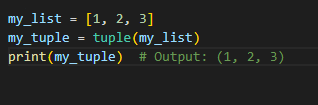 my_list = [1, 2, 3]
my_tuple = tuple(my_list)
print(my_tuple)  # Output: (1, 2, 3)